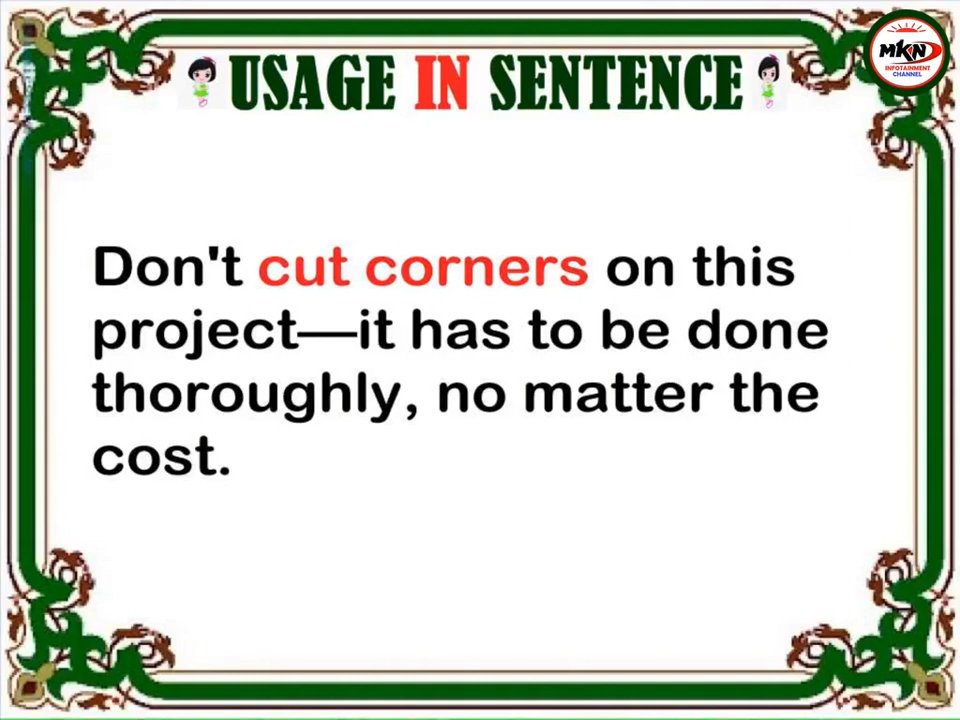 USAGE IN SENTENCE
MKN
INFOTAINMENT
CHANNEL
Don't cut corners on this
project—it has to be done
thoroughly, no matter the
cost.